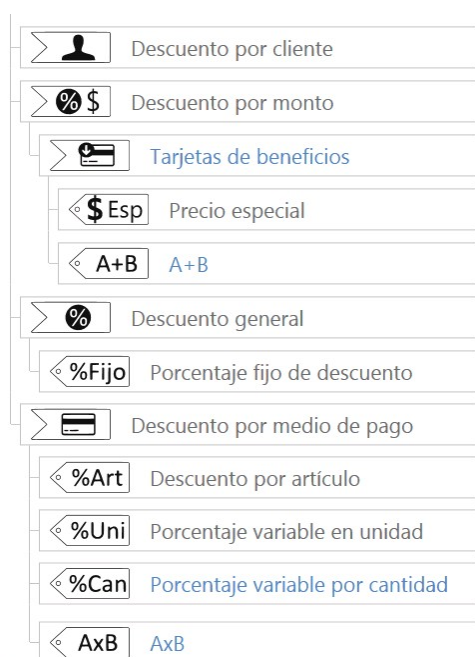 Descuento por cliente
% $ Descuento por monto
Tarjetas de beneficios
$ Esp Precio especial
A+B A+B
% Descuento general
%Fijo Porcentaje fijo de descuento
Descuento por medio de pago
%Art Descuento por artículo
%Uni Porcentaje variable en unidad
%Can Porcentaje variable por cantidad
AxB AxB